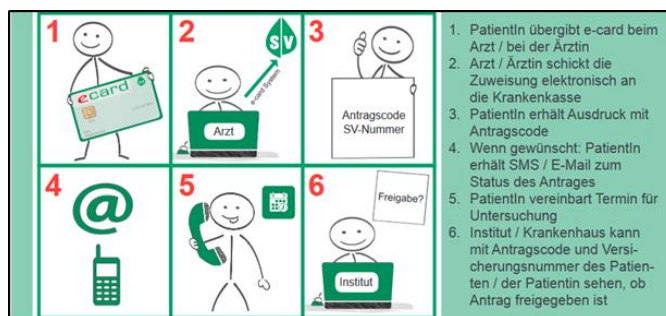 1
2
3
ecard
S V
e-card System
Arzt
Antragscode
SV-Nummer
4
5
6
@
Freigabe?
Institut
1. PatientIn übergibt e-card beim
Arzt / bei der Ärztin
2. Arzt / Ärztin schickt die
Zuweisung elektronisch an
die Krankenkasse
3. PatientIn erhält Ausdruck mit
Antragscode
4. Wenn gewünscht: PatientIn
erhält SMS / E-Mail zum
Status des Antrages
5. PatientIn vereinbart Termin für
Untersuchung
6. Institut / Krankenhaus kann
mit Antragscode und Versi-
cherungsnummer des Patien-
ten / der Patientin sehen, ob
Antrag freigegeben ist